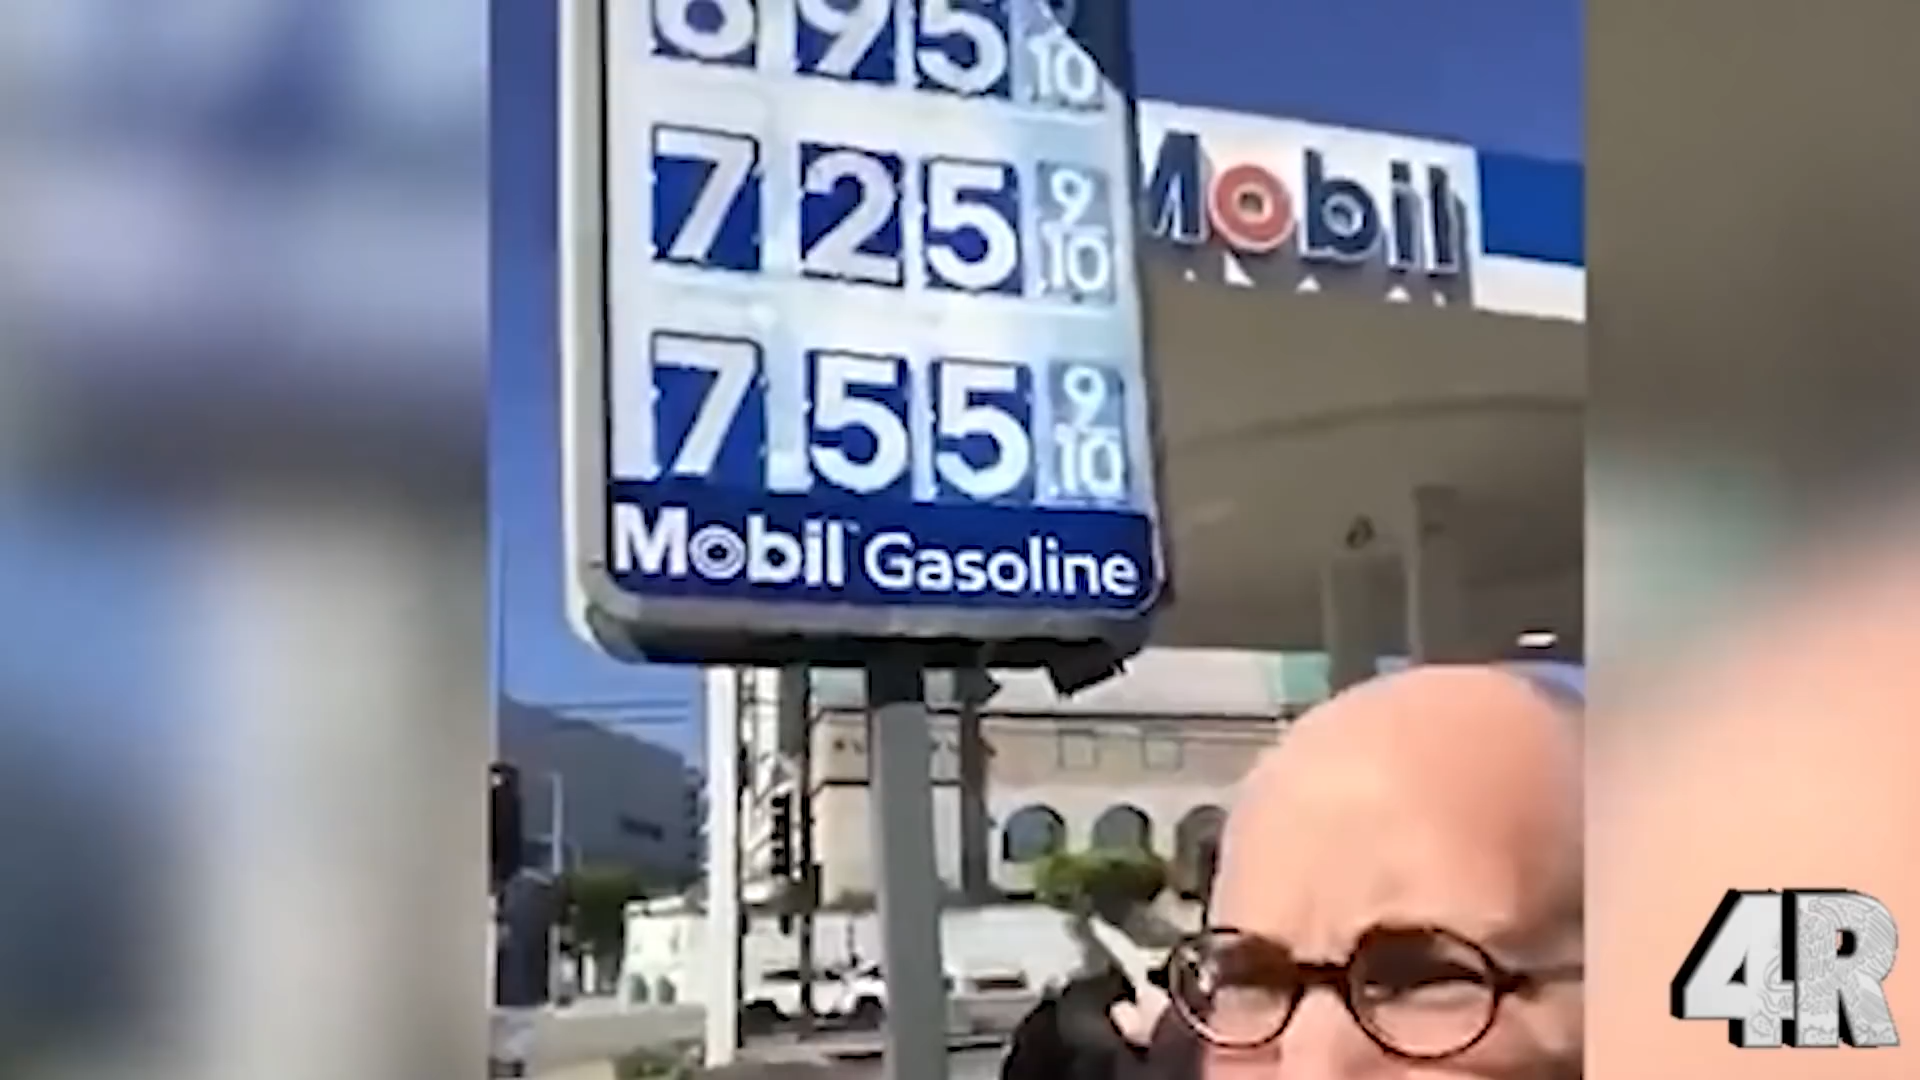 6 95 9/10
Mobil
7 25 9/10
7 55 9/10
Mobil Gasoline
4R